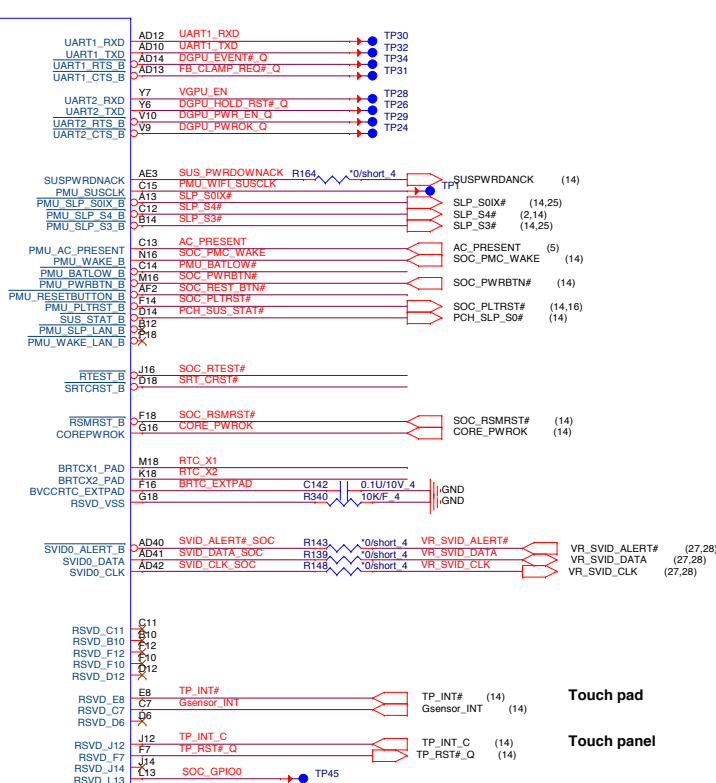 UART1_RXD AD12 UART1_RXD TP30
UART1_TXD AD10 UART1_TXD TP32
UART1_RTS_B AD14 DGPU_EVENT#_Q TP34
UART1_CTS_B AD13 FB_CLAMP_REQ#_Q TP31
UART2_RXD Y7 VGPU_EN TP28
UART2_TXD Y6 DGPU_HOLD_RST#_Q TP26
UART2_RTS_B V10 DGPU_PWR_EN_Q TP29
UART2_CTS_B V9 DGPU_PWROK_Q TP24
SUSPWRDNACK AE3 SUS_PWRDOWNACK R164 *0/short_4 SUSPWRDANCK (14)
PMU_SUSCLK C15 PMU_WIFI_SUSCLK TP1
PMU_SLP_S0IX_B A13 SLP_S0IX# SLP_S0IX# (14,25)
PMU_SLP_S4_B C12 SLP_S4# SLP_S4# (2,14)
PMU_SLP_S3_B B14 SLP_S3# SLP_S3# (14,25)
PMU_AC_PRESENT C13 AC_PRESENT AC_PRESENT (5)
PMU_WAKE_B N16 SOC_PMC_WAKE SOC_PMC_WAKE (14)
PMU_BATLOW_B C14 PMU_BATLOW#
PMU_PWRBTN_B M16 SOC_PWRBTN# SOC_PWRBTN# (14)
PMU_RESETBUTTON_B AF2 SOC_REST_BTN#
PMU_PLTRST_B F14 SOC_PLTRST# SOC_PLTRST# (14,16)
SUS_STAT_B D14 PCH_SUS_STAT# PCH_SLP_S0# (14)
PMU_SLP_LAN_B B12
PMU_WAKE_LAN_B F18
RTEST_B J16 SOC_RTEST#
SRTCRST_B D18 SRT_CRST#
RSMRST_B F18 SOC_RSMRST# SOC_RSMRST# (14)
COREPWROK G16 CORE_PWROK CORE_PWROK (14)
BRTCX1_PAD M18 RTC_X1
BRTCX2_PAD K18 RTC_X2
BVCCRTC_EXTPAD F16 BRTC_EXTPAD C142 0.1U/10V_4 GND
RSVD_VSS G18 R340 10K/F_4 GND
SVID0_ALERT_B AD40 SVID_ALERT#_SOC R143 *0/short_4 VR_SVID_ALERT# VR_SVID_ALERT# (27,28)
SVID0_DATA AD41 SVID_DATA_SOC R139 *0/short_4 VR_SVID_DATA VR_SVID_DATA (27,28)
SVID0_CLK AD42 SVID_CLK_SOC R148 *0/short_4 VR_SVID_CLK VR_SVID_CLK (27,28)
RSVD_C11 C11
RSVD_B10 B10
RSVD_F12 F12
RSVD_F10 F10
RSVD_D12 D12
RSVD_E8 E8 TP_INT# TP_INT# (14) Touch pad
RSVD_C7 C7 Gsensor_INT Gsensor_INT (14)
RSVD_D6 D6
RSVD_J12 J12 TP_INT_C TP_INT_C (14) Touch panel
RSVD_F7 F7 TP_RST#_Q TP_RST#_Q (14)
RSVD_J14 J14
RSVD_L13 L13 SOC_GPIO0 TP45